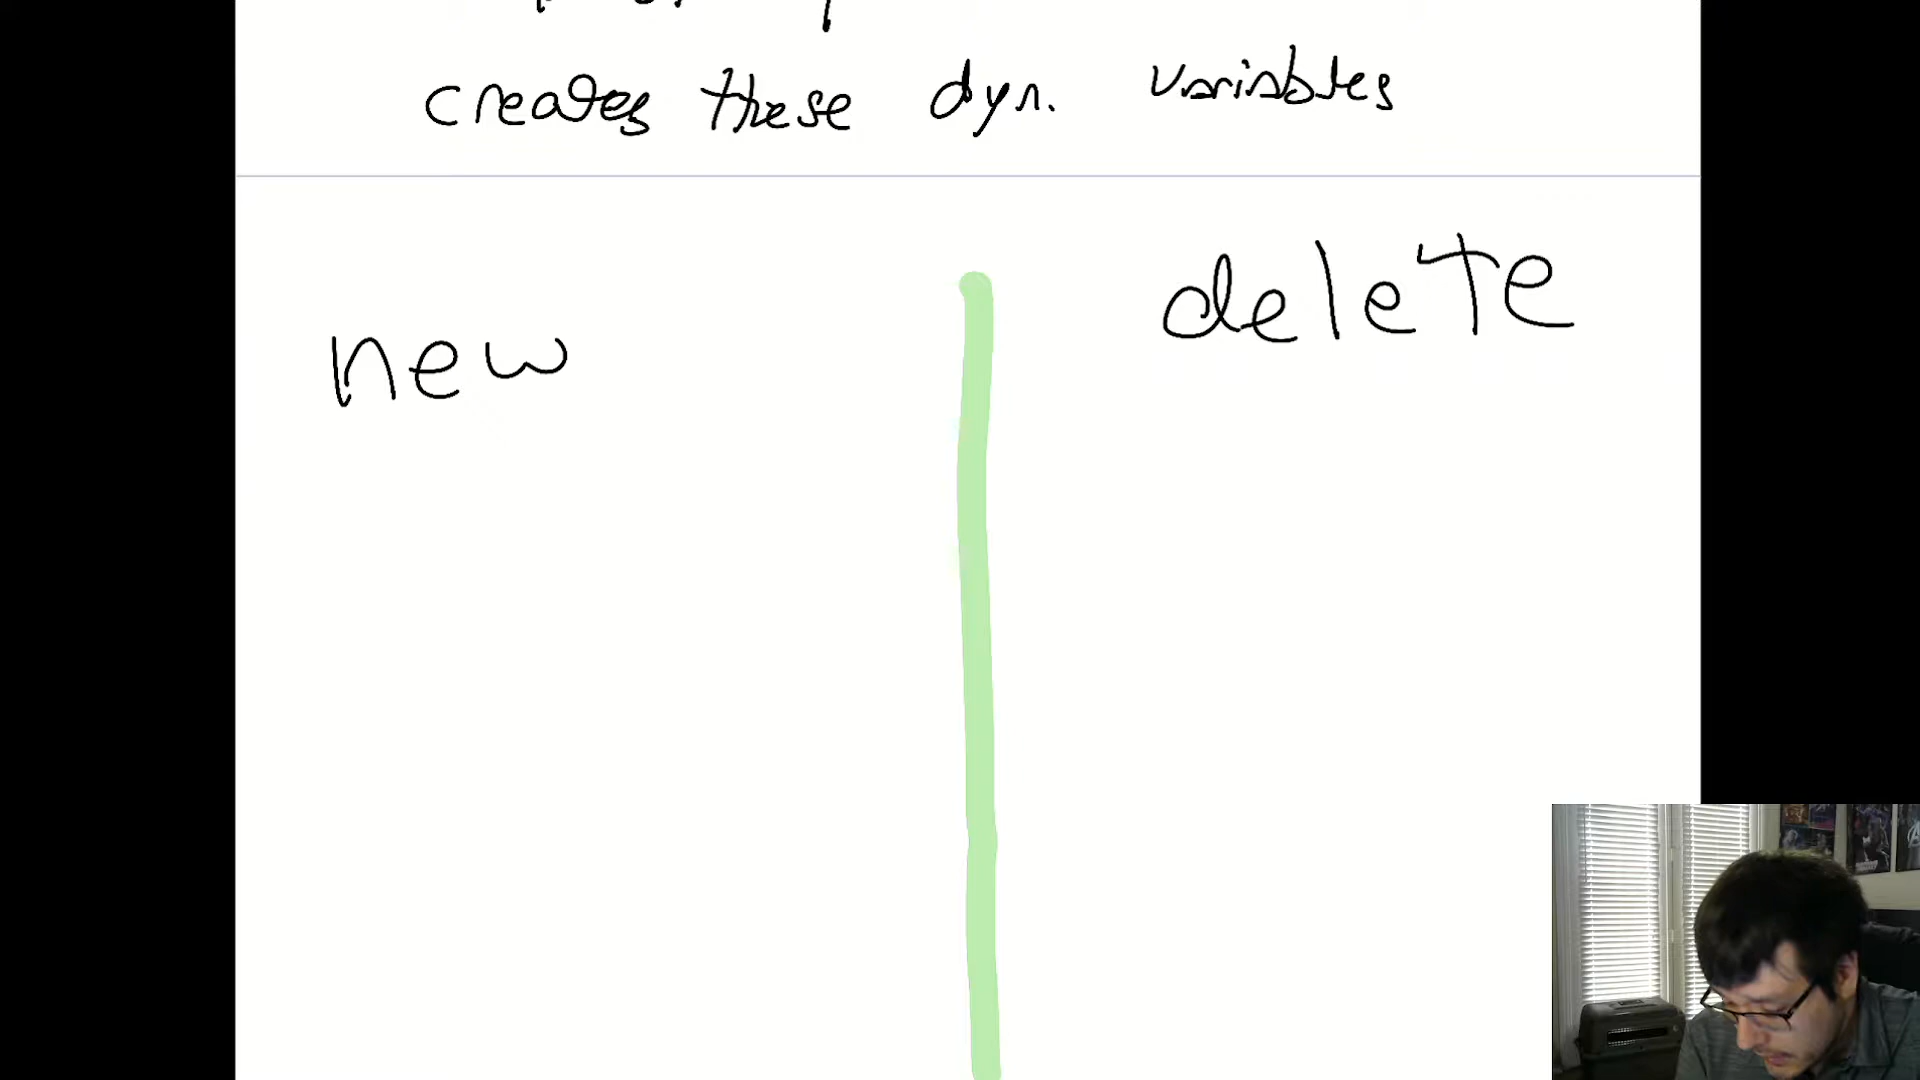 creates these dyn. variables
new
delete